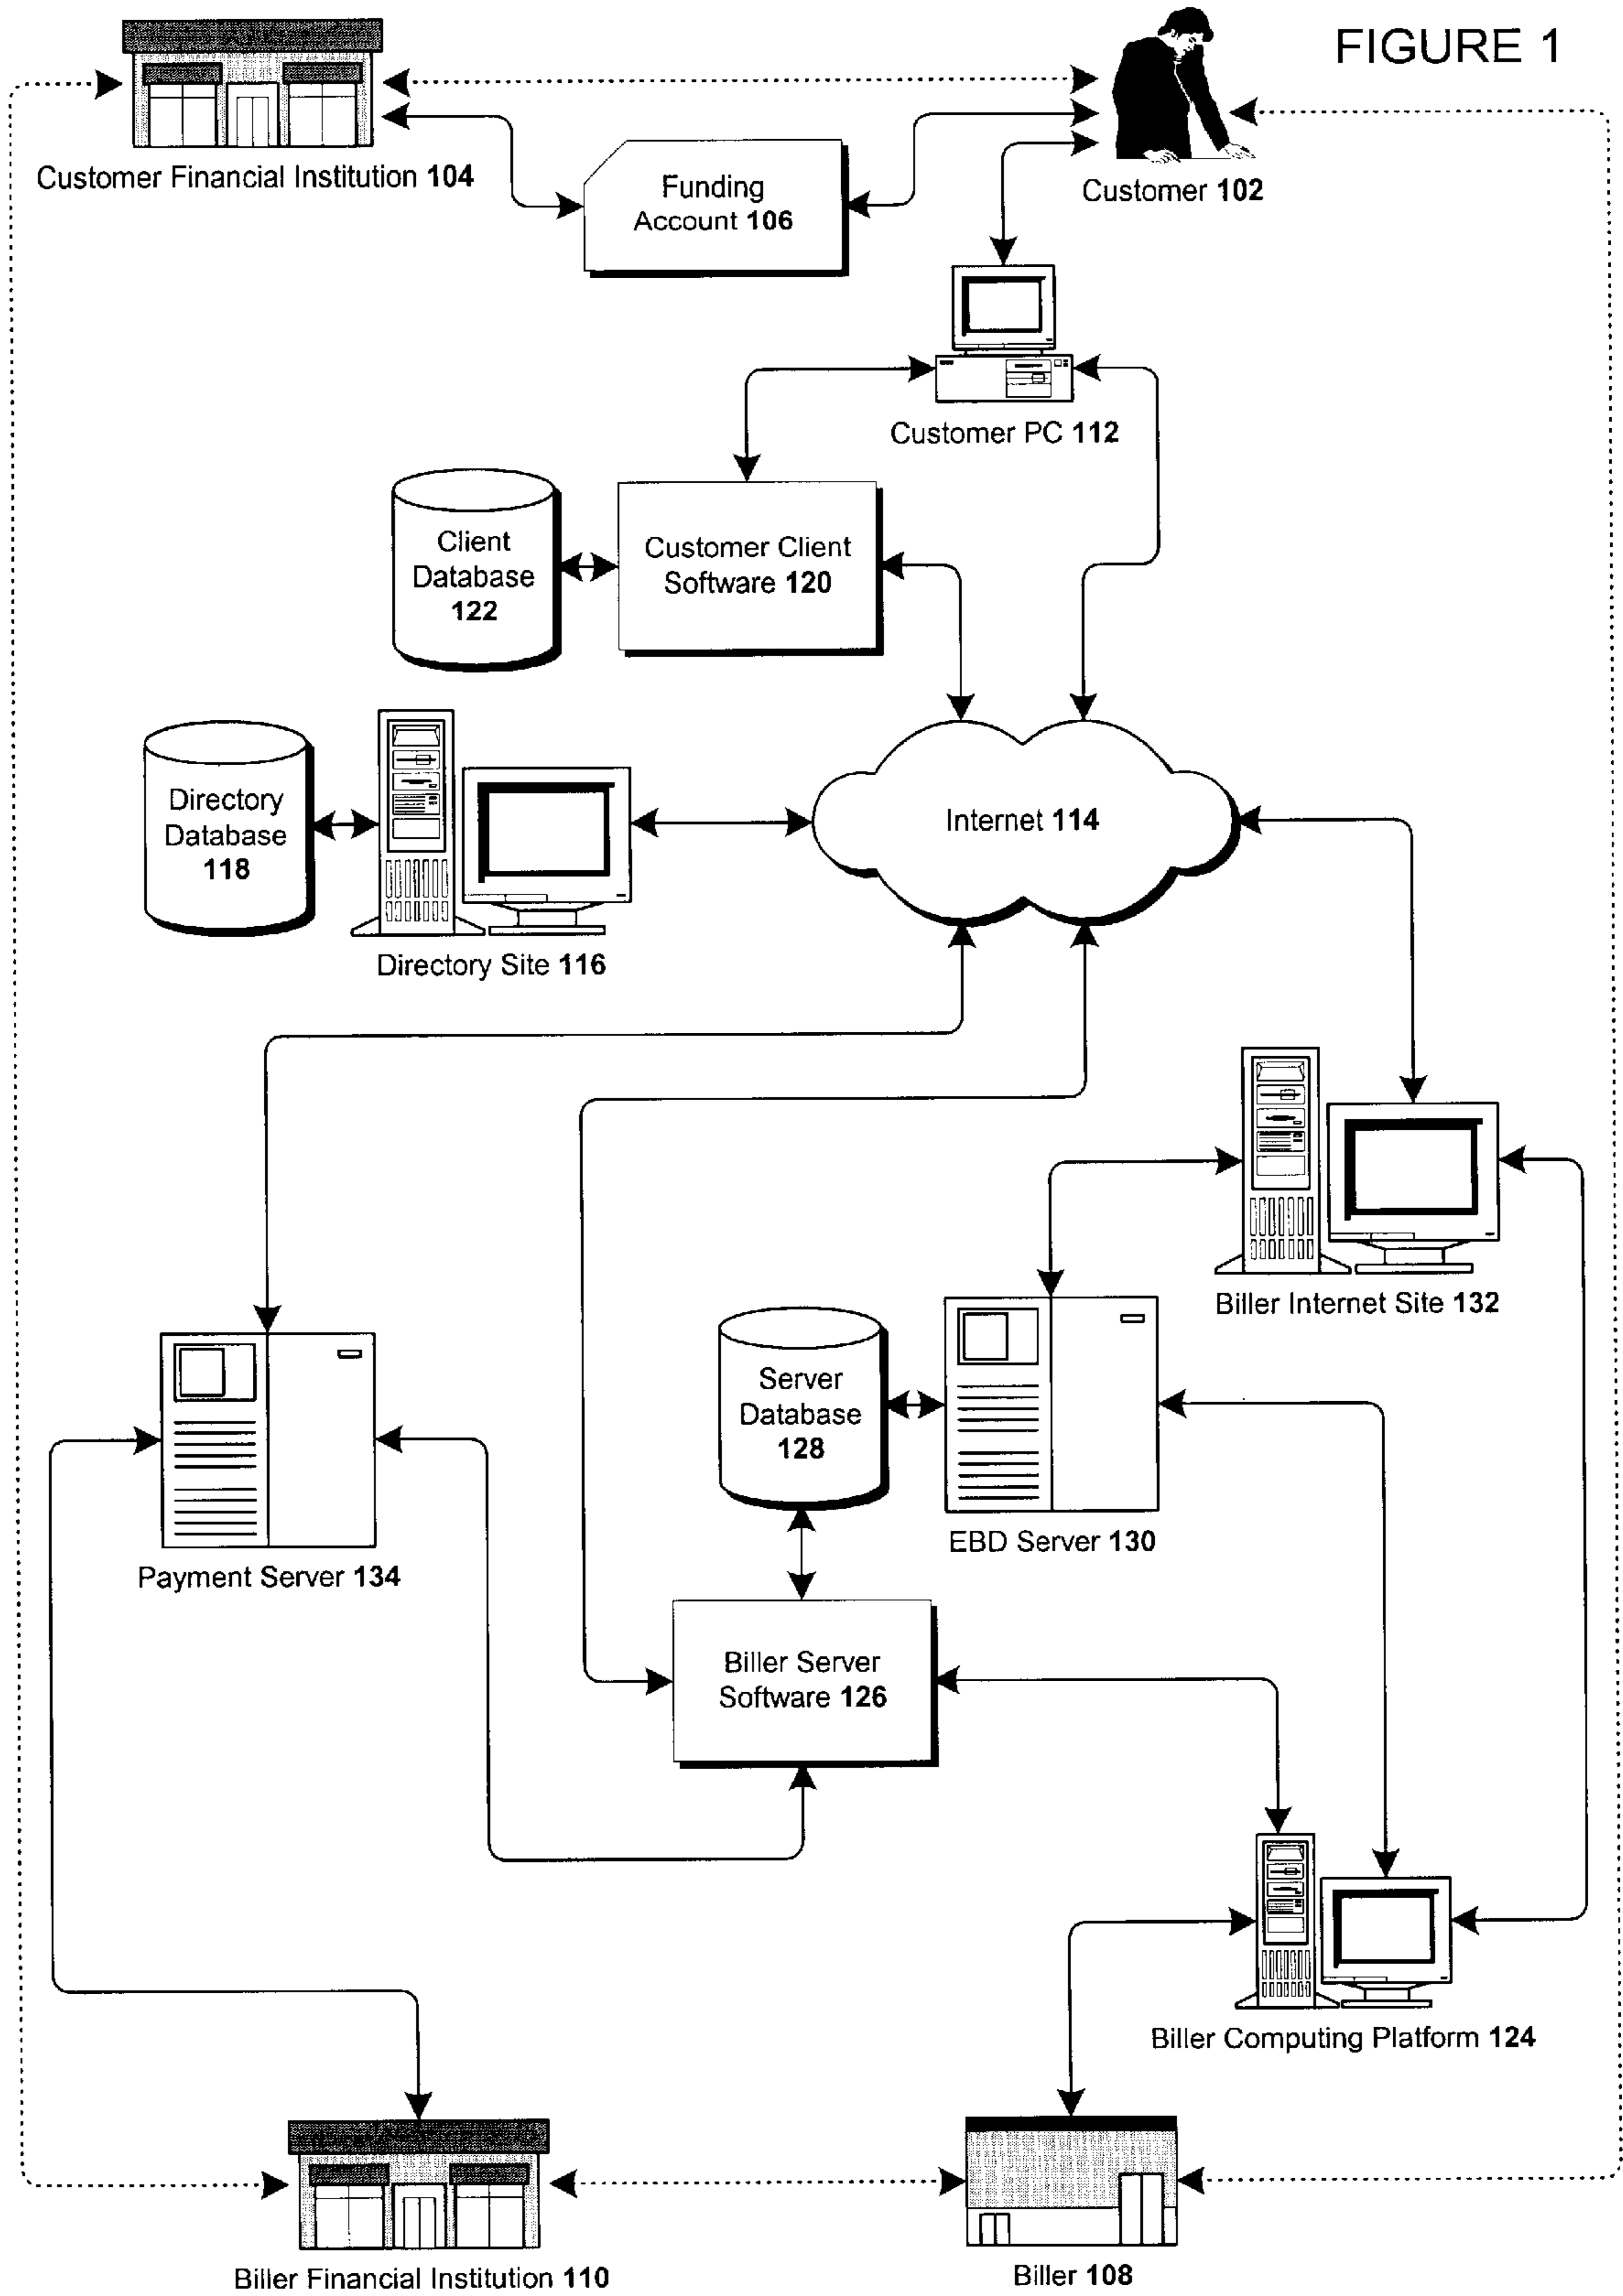 FIGURE 1
Customer Financial Institution 104
Funding
Account 106
Customer 102
Customer PC 112
Client
Database
122
Customer Client
Software 120
Directory
Database
118
Internet 114
Directory Site 116
Biller Internet Site 132
Server
Database
128
EBD Server 130
Payment Server 134
Biller Server
Software 126
Biller Computing Platform 124
Biller Financial Institution 110
Biller 108